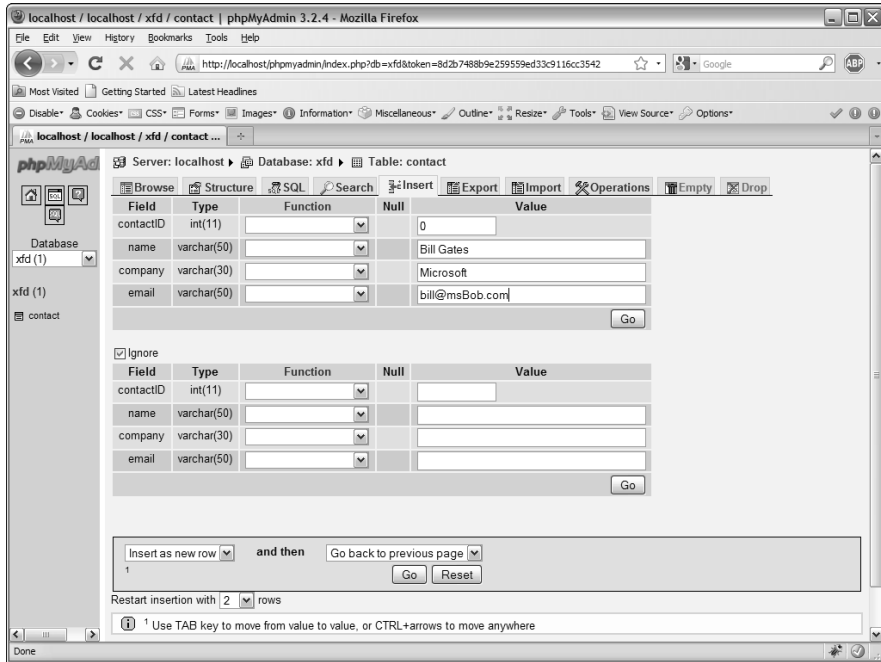 localhost / localhost / xfd / contact | phpMyAdmin 3.2.4 - Mozilla Firefox
File Edit View History Bookmarks Tools Help
http://localhost/phpmyadmin/index.php?db=xfd&token=8d2b7488b9e259559ed33c9116cc3542 Google ABP
Most Visited Getting Started Latest Headlines
Disable Cookies CSS Forms Images Information Miscellaneous Outline Resize Tools View Source Options
PMA localhost / localhost / xfd / contact ...
phpMyAd
Server: localhost Database: xfd Table: contact
Browse Structure SQL Search Insert Export Import Operations Empty Drop
Database
xfd (1)
xfd (1)
contact
Field Type Function Null Value
contactID int(11) 0
name varchar(50) Bill Gates
company varchar(30) Microsoft
email varchar(50) bill@msBob.com
Go
Ignore
Field Type Function Null Value
contactID int(11)
name varchar(50)
company varchar(30)
email varchar(50)
Go
Insert as new row and then Go back to previous page
1
Go Reset
Restart insertion with 2 rows
1 Use TAB key to move from value to value, or CTRL+arrows to move anywhere
Done